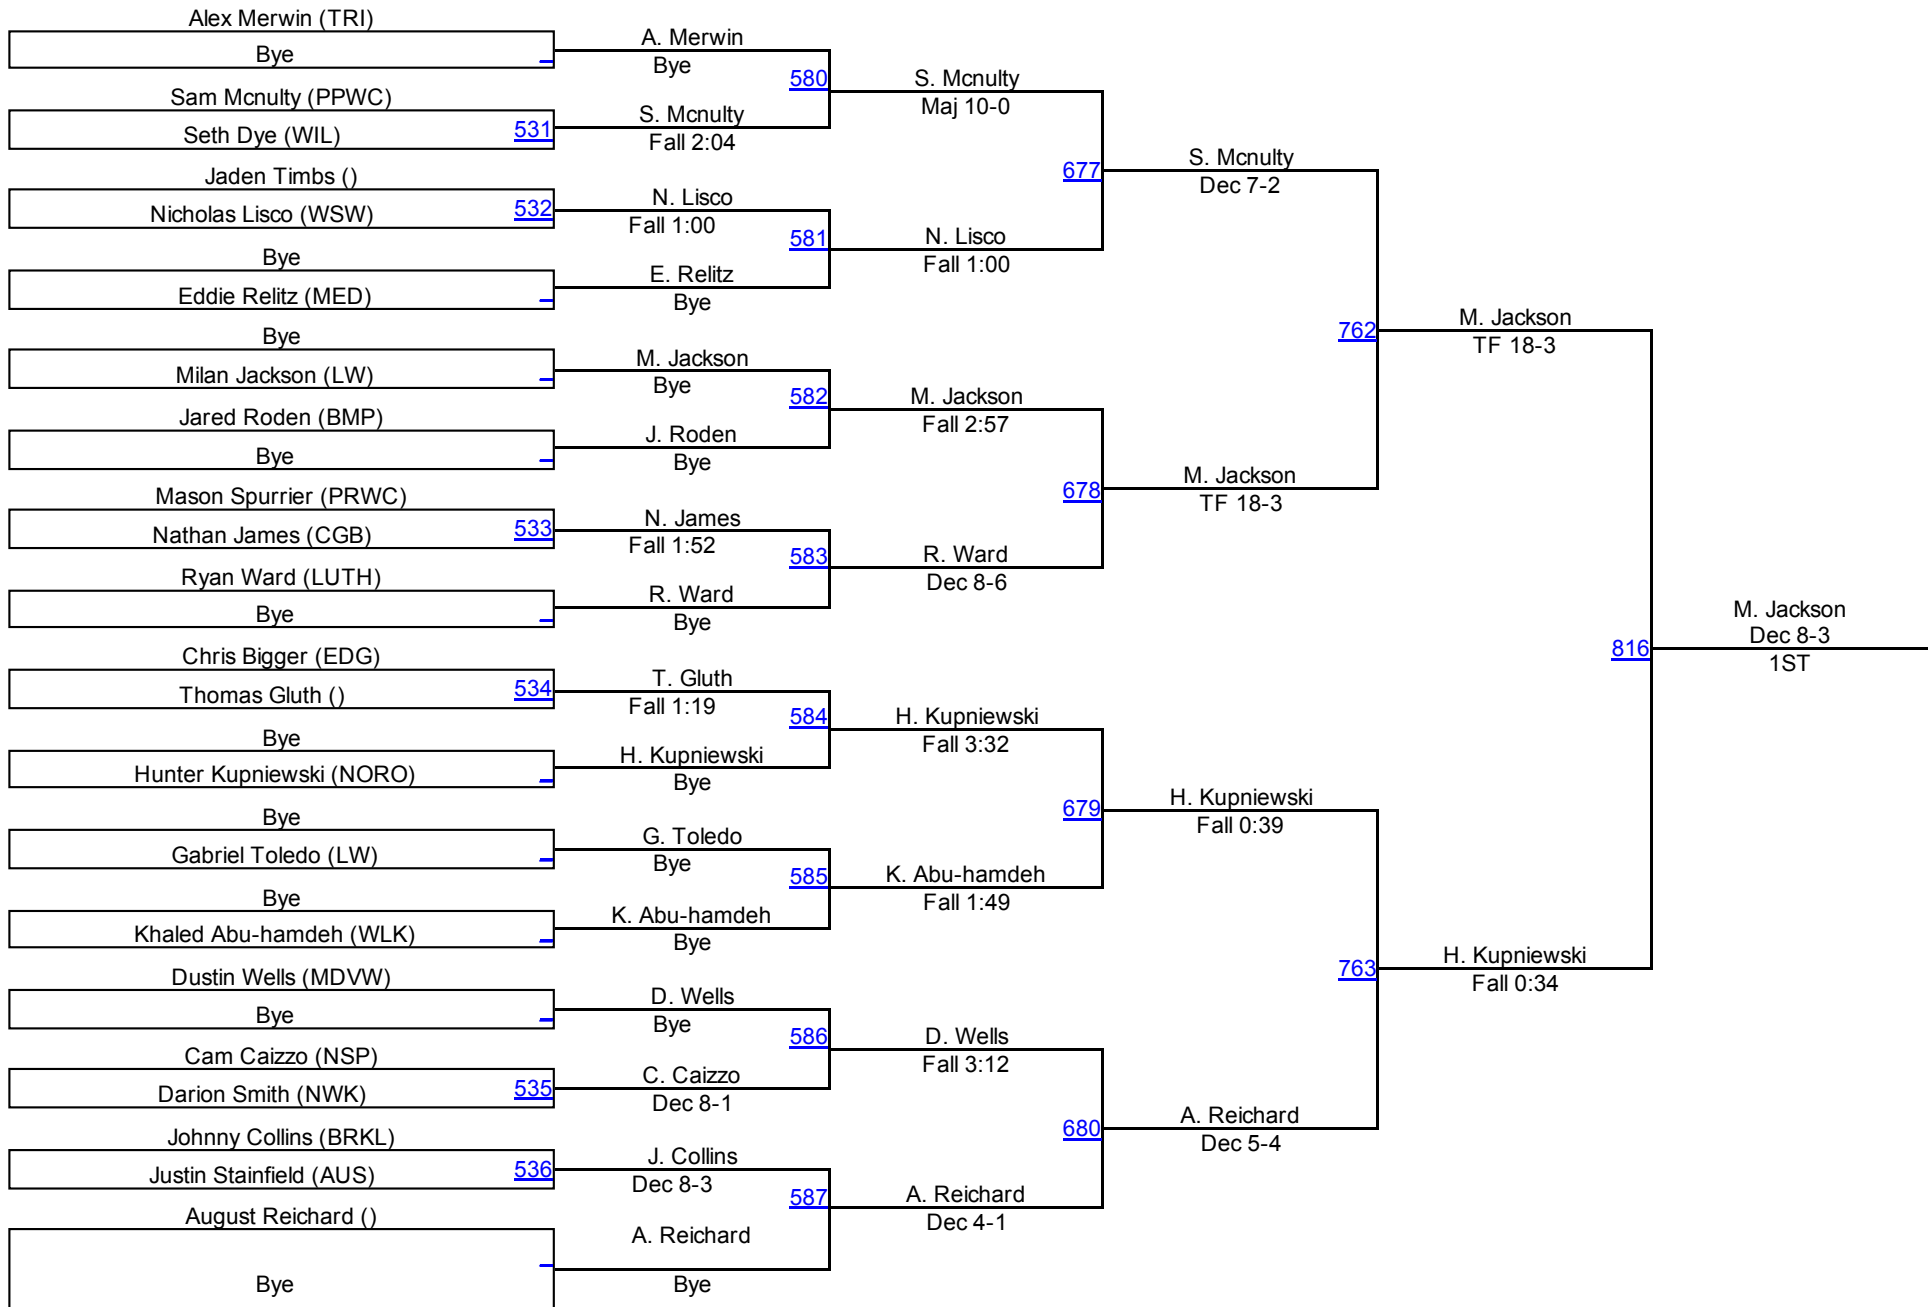 Alex Merwin (TRI)
Bye
Sam Mcnulty (PPWC)
Seth Dye (WIL)
531
Jaden Timbs ()
Nicholas Lisco (WSW)
532
Bye
Eddie Relitz (MED)
Bye
Milan Jackson (LW)
Jared Roden (BMP)
Bye
Mason Spurrier (PRWC)
Nathan James (CGB)
533
Ryan Ward (LUTH)
Bye
Chris Bigger (EDG)
Thomas Gluth ()
534
Bye
Hunter Kupniewski (NORO)
Bye
Gabriel Toledo (LW)
Bye
Khaled Abu-hamdeh (WLK)
Dustin Wells (MDVW)
Bye
Cam Caizzo (NSP)
Darion Smith (NWK)
535
Johnny Collins (BRKL)
Justin Stainfield (AUS)
536
August Reichard ()
Bye
A. Merwin
Bye
580
S. Mcnulty
Fall 2:04
N. Lisco
Fall 1:00
581
E. Relitz
Bye
M. Jackson
Bye
582
J. Roden
Bye
N. James
Fall 1:52
583
R. Ward
Bye
T. Gluth
Fall 1:19
584
H. Kupniewski
Bye
G. Toledo
Bye
585
K. Abu-hamdeh
Bye
D. Wells
Bye
586
C. Caizzo
Dec 8-1
J. Collins
Dec 8-3
587
A. Reichard
Bye
S. Mcnulty
Maj 10-0
677
N. Lisco
Fall 1:00
M. Jackson
Fall 2:57
678
R. Ward
Dec 8-6
H. Kupniewski
Fall 3:32
679
K. Abu-hamdeh
Fall 1:49
D. Wells
Fall 3:12
680
A. Reichard
Dec 4-1
S. Mcnulty
Dec 7-2
762
M. Jackson
TF 18-3
H. Kupniewski
Fall 0:39
763
A. Reichard
Dec 5-4
M. Jackson
TF 18-3
816
H. Kupniewski
Fall 0:34
M. Jackson
Dec 8-3
1ST